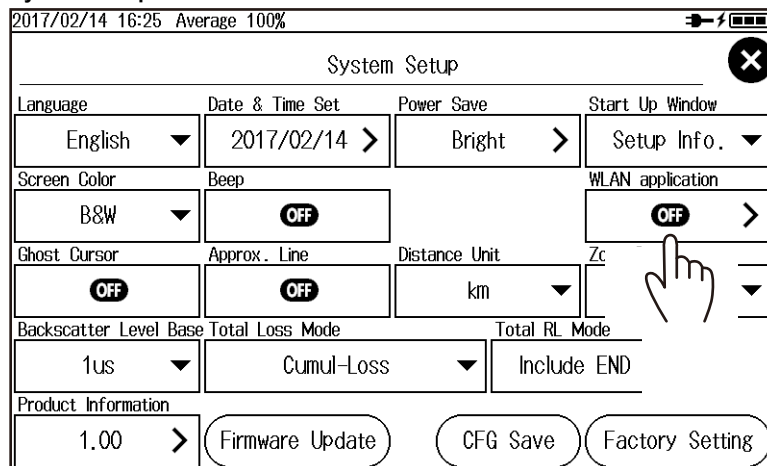 2017/02/14 16:25 Average 100%
System Setup
Language Date & Time Set Power Save Start Up Window
English 2017/02/14 Bright Setup Info.
Screen Color Beep WLAN application
B&W OFF OFF
Ghost Cursor Approx. Line Distance Unit
OFF OFF km
Backscatter Level Base Total Loss Mode Total RL Mode
1us Cumul-Loss Include END
Product Information
1.00 Firmware Update CFG Save Factory Setting